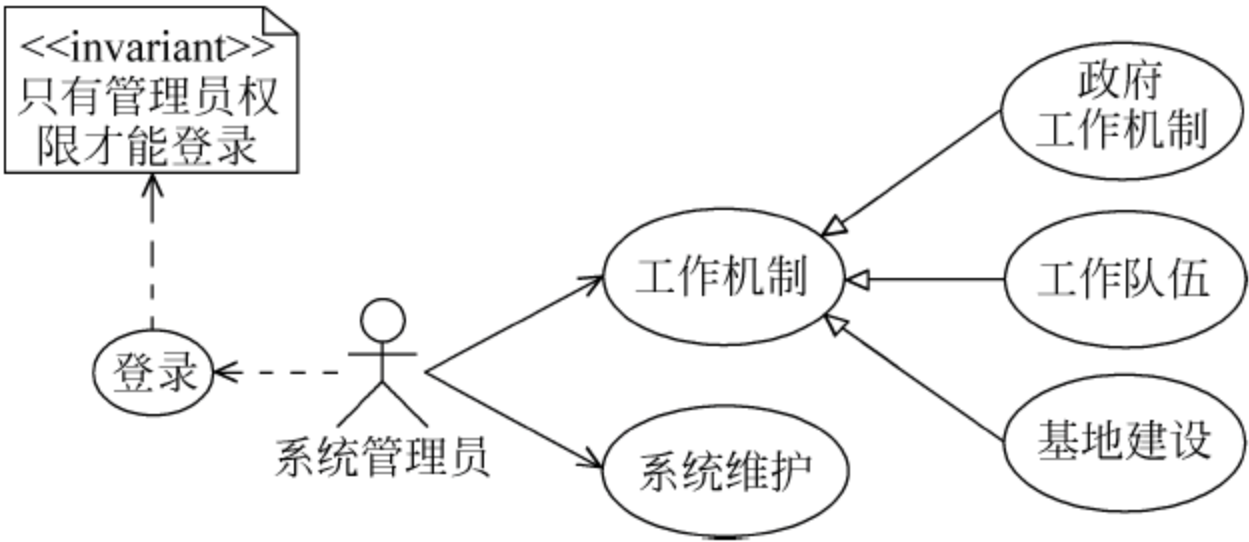 <<invariant>>
只有管理员权
限才能登录
政府
工作机制
工作机制
工作队伍
登录
系统管理员
系统维护
基地建设